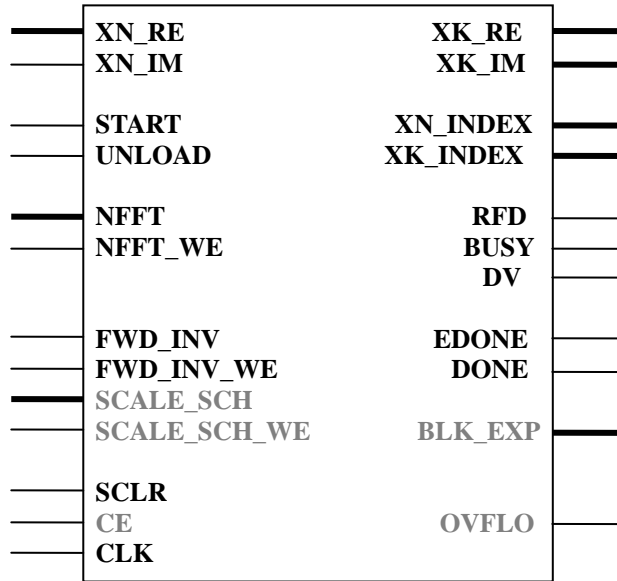 XN_RE XK_RE
XN_IM XK_IM
START XN_INDEX
UNLOAD XK_INDEX
NFFT RFD
NFFT_WE BUSY
DV
FWD_INV EDONE
FWD_INV_WE DONE
SCALE_SCH
SCALE_SCH_WE BLK_EXP
SCLR
CE OVFLO
CLK